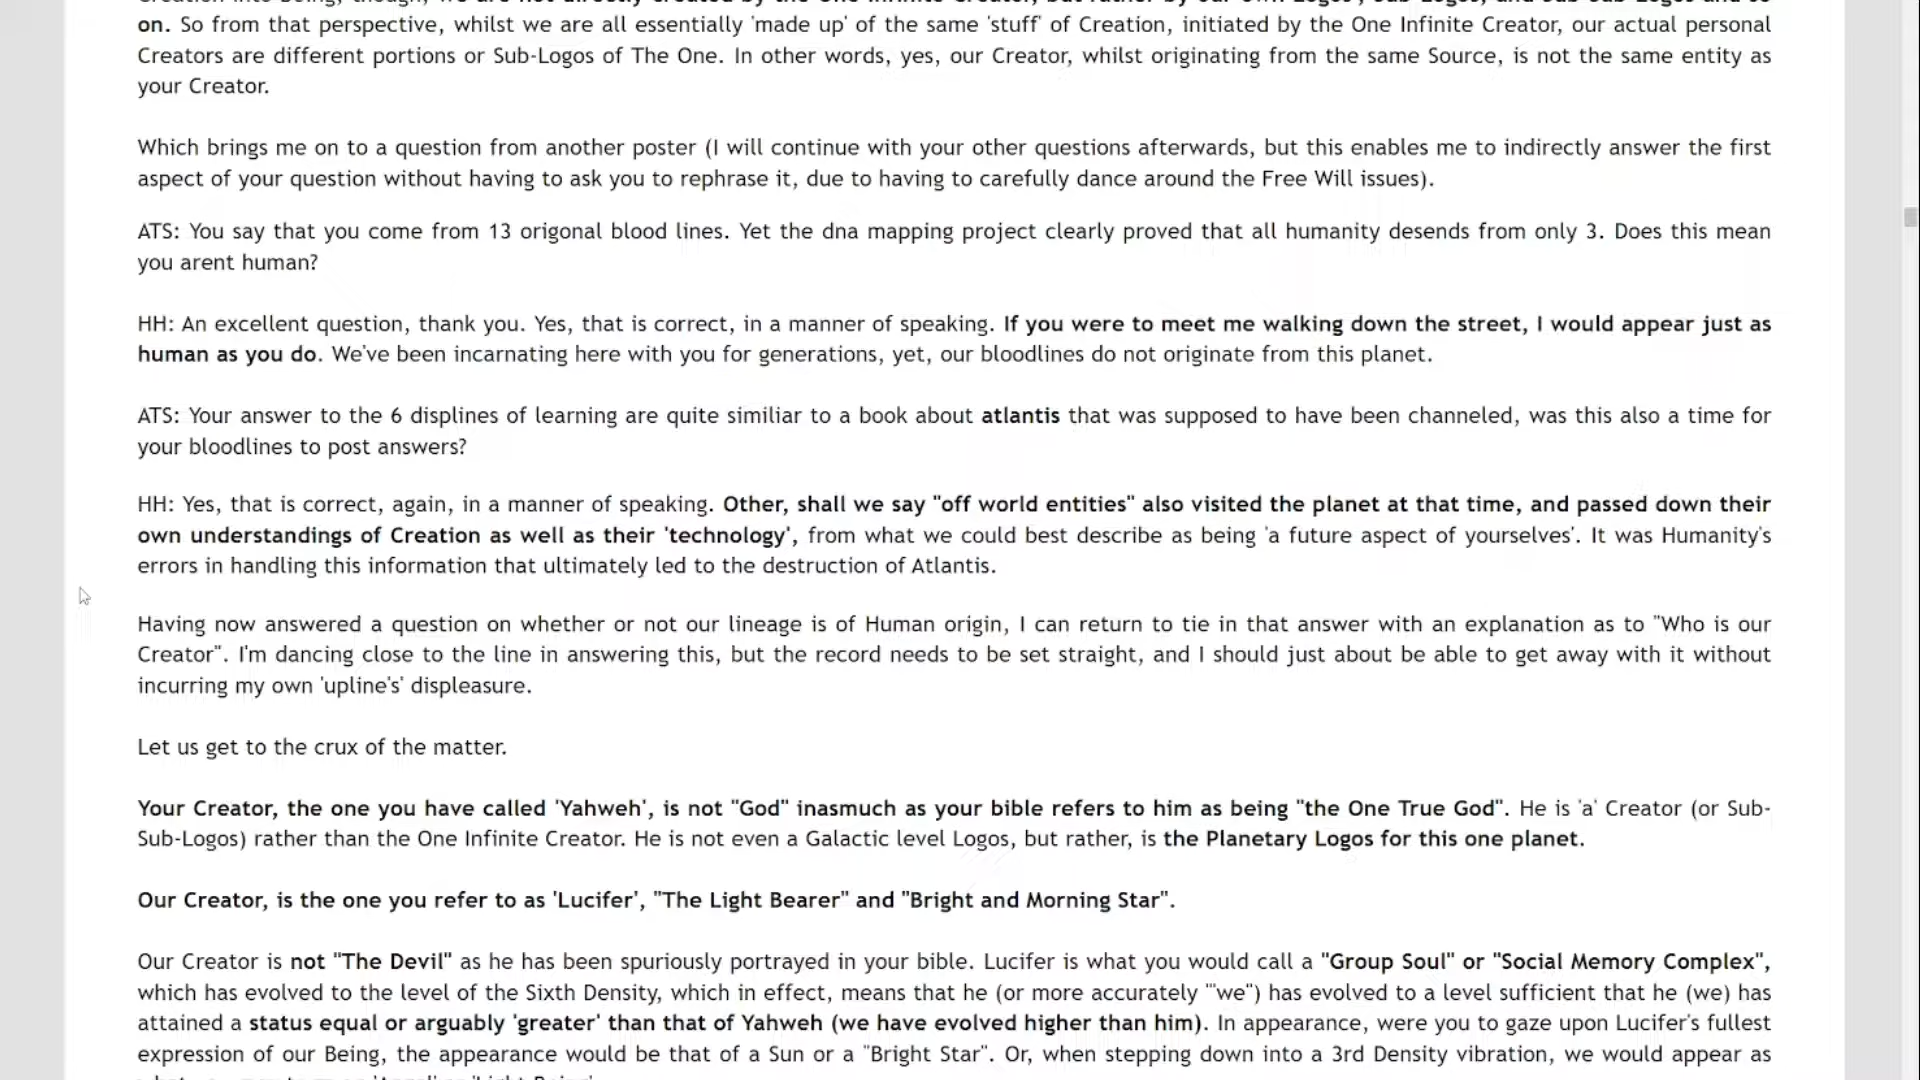 on. So from that perspective, whilst we are all essentially 'made up' of the same 'stuff' of Creation, initiated by the One Infinite Creator, our actual personal
Creators are different portions or Sub-Logos of The One. In other words, yes, our Creator, whilst originating from the same Source, is not the same entity as
your Creator.
Which brings me on to a question from another poster (I will continue with your other questions afterwards, but this enables me to indirectly answer the first
aspect of your question without having to ask you to rephrase it, due to having to carefully dance around the Free Will issues).
ATS: You say that you come from 13 origonal blood lines. Yet the dna mapping project clearly proved that all humanity desends from only 3. Does this mean
you arent human?
HH: An excellent question, thank you. Yes, that is correct, in a manner of speaking. If you were to meet me walking down the street, I would appear just as
human as you do. We've been incarnating here with you for generations, yet, our bloodlines do not originate from this planet.
ATS: Your answer to the 6 displines of learning are quite similiar to a book about atlantis that was supposed to have been channeled, was this also a time for
your bloodlines to post answers?
HH: Yes, that is correct, again, in a manner of speaking. Other, shall we say "off world entities" also visited the planet at that time, and passed down their
own understandings of Creation as well as their 'technology', from what we could best describe as being 'a future aspect of yourselves'. It was Humanity's
errors in handling this information that ultimately led to the destruction of Atlantis.
Having now answered a question on whether or not our lineage is of Human origin, I can return to tie in that answer with an explanation as to "Who is our
Creator". I'm dancing close to the line in answering this, but the record needs to be set straight, and I should just about be able to get away with it without
incurring my own 'upline's' displeasure.
Let us get to the crux of the matter.
Your Creator, the one you have called 'Yahweh', is not "God" inasmuch as your bible refers to him as being "the One True God". He is 'a' Creator (or Sub-
Sub-Logos) rather than the One Infinite Creator. He is not even a Galactic level Logos, but rather, is the Planetary Logos for this one planet.
Our Creator, is the one you refer to as 'Lucifer', "The Light Bearer" and "Bright and Morning Star".
Our Creator is not "The Devil" as he has been spuriously portrayed in your bible. Lucifer is what you would call a "Group Soul" or "Social Memory Complex",
which has evolved to the level of the Sixth Density, which in effect, means that he (or more accurately "'we") has evolved to a level sufficient that he (we) has
attained a status equal or arguably 'greater' than that of Yahweh (we have evolved higher than him). In appearance, were you to gaze upon Lucifer's fullest
expression of our Being, the appearance would be that of a Sun or a "Bright Star". Or, when stepping down into a 3rd Density vibration, we would appear as